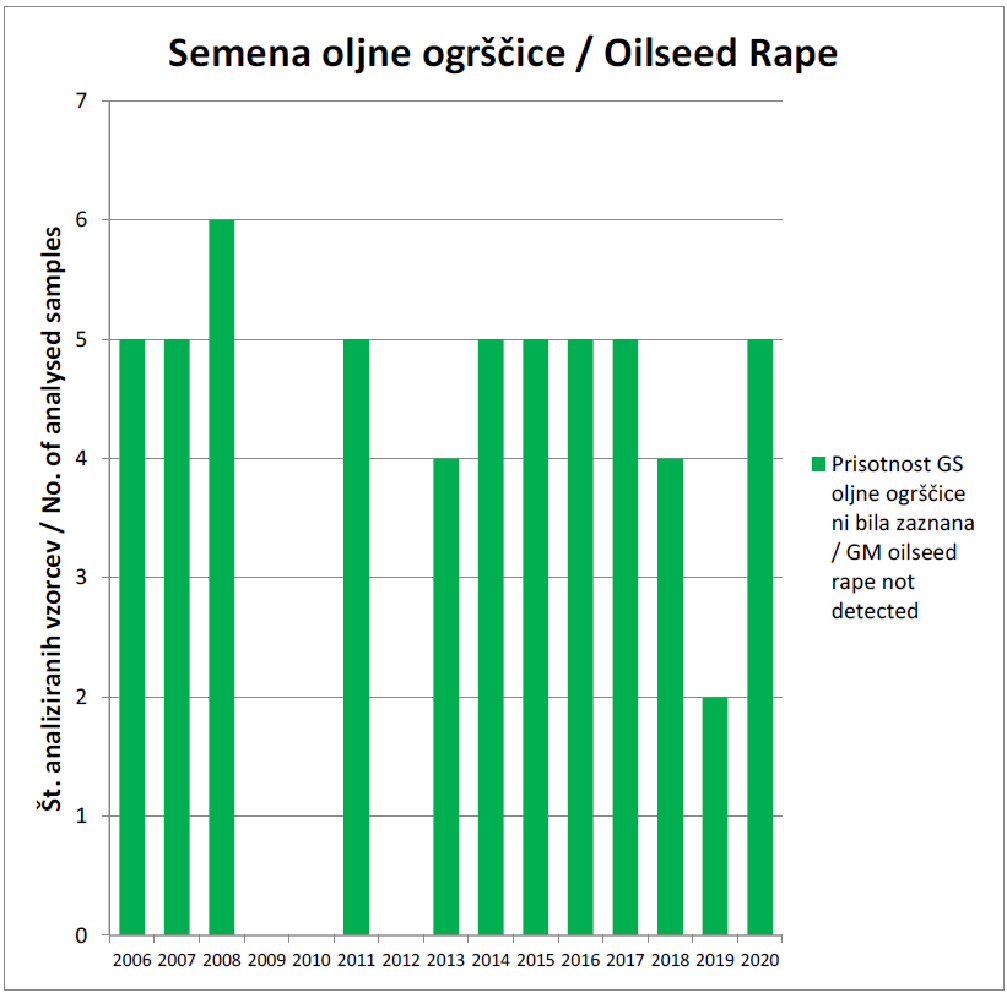 Semena oljne ogrščice / Oilseed Rape
Št. analiziranih vzorcev / No. of analysed samples
7
6
5
4
3
2
1
0
2006 2007 2008 2009 2010 2011 2012 2013 2014 2015 2016 2017 2018 2019 2020
Prisotnost GS
oljne ogrščice
ni bila zaznana
/ GM oilseed
rape not
detected